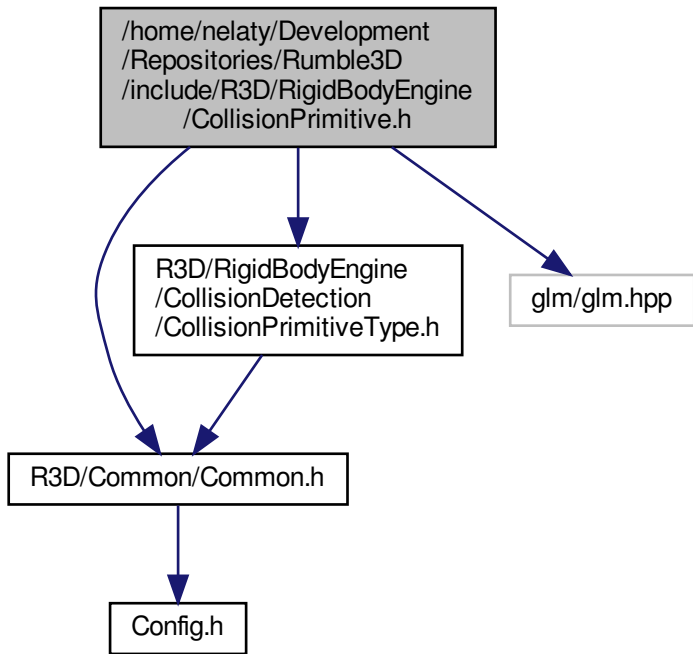 /home/nelaty/Development
/Repositories/Rumble3D
/include/R3D/RigidBodyEngine
/CollisionPrimitive.h
R3D/RigidBodyEngine
/CollisionDetection
/CollisionPrimitiveType.h
glm/glm.hpp
R3D/Common/Common.h
Config.h